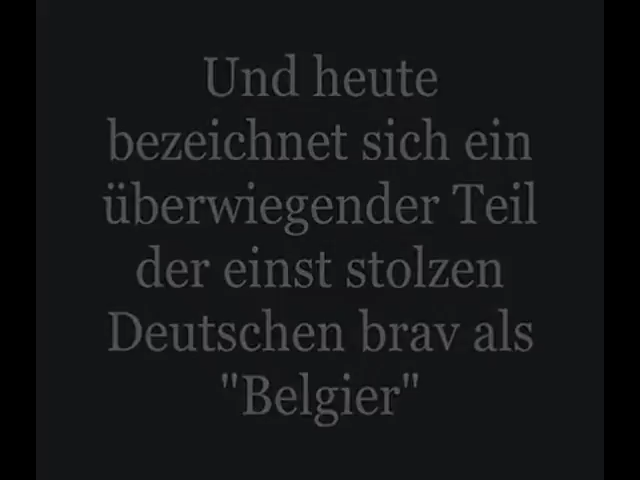 Und heute
bezeichnet sich ein
überwiegender Teil
der einst stolzen
Deutschen brav als
"Belgier"